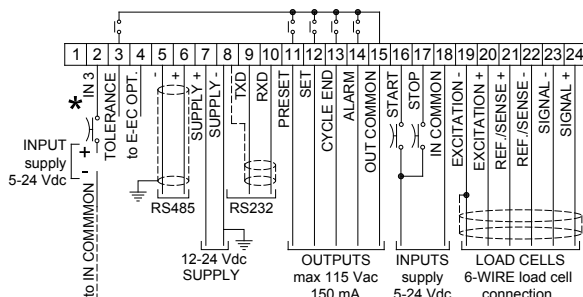 1 2 3 4 5 6 7 8 9 10 11 12 13 14 15 16 17 18 19 20 21 22 23 24
*
IN 3
TOLERANCE
to E-EC OPT.
-
+
SUPPLY +
SUPPLY -
TXD
RXD
PRESET
SET
CYCLE END
ALARM
OUT COMMON
START
STOP
IN COMMON
EXCITATION -
EXCITATION +
REF./SENSE +
REF./SENSE -
SIGNAL -
SIGNAL +
INPUT
supply
5-24 Vdc
+
-
to IN COMMMON
RS485
RS232
12-24 Vdc
SUPPLY
OUTPUTS
max 115 Vac
150 mA
INPUTS
supply
5-24 Vdc
LOAD CELLS
6-WIRE load cell
connection